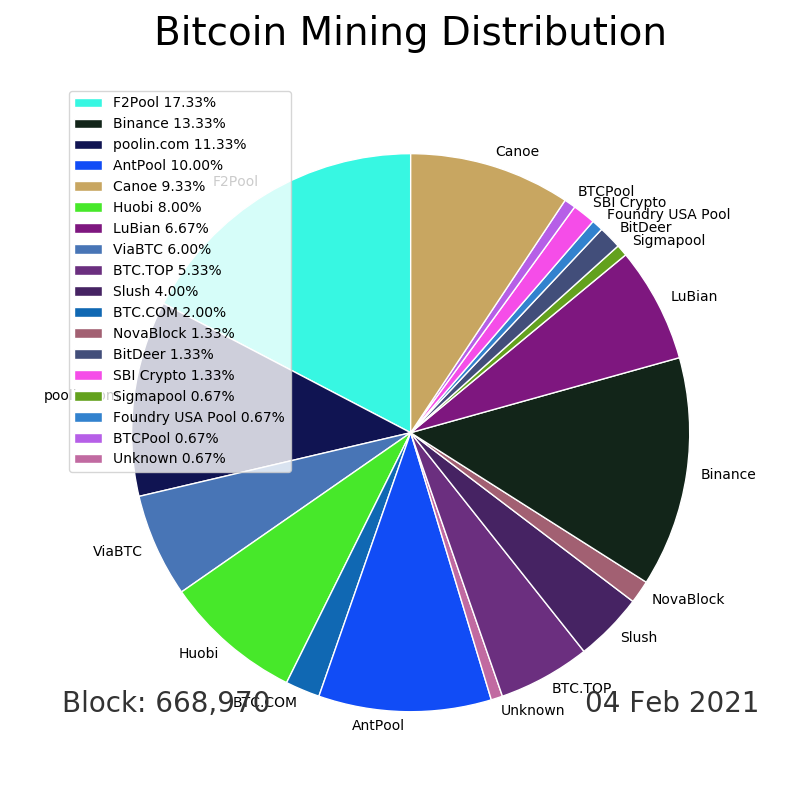 Bitcoin Mining Distribution
F2Pool 17.33%
Binance 13.33%
poolin.com 11.33%
AntPool 10.00%
Canoe 9.33%
Huobi 8.00%
LuBian 6.67%
ViaBTC 6.00%
BTC.TOP 5.33%
Slush 4.00%
BTC.COM 2.00%
NovaBlock 1.33%
BitDeer 1.33%
SBI Crypto 1.33%
Sigmapool 0.67%
Foundry USA Pool 0.67%
BTCPool 0.67%
Unknown 0.67%
F2Pool
Canoe
BTCPool
SBI Crypto
Foundry USA Pool
BitDeer
Sigmapool
LuBian
Binance
NovaBlock
Slush
BTC.TOP
Unknown
AntPool
BTC.COM
Huobi
ViaBTC
poolin.com
Block: 668,970
04 Feb 2021